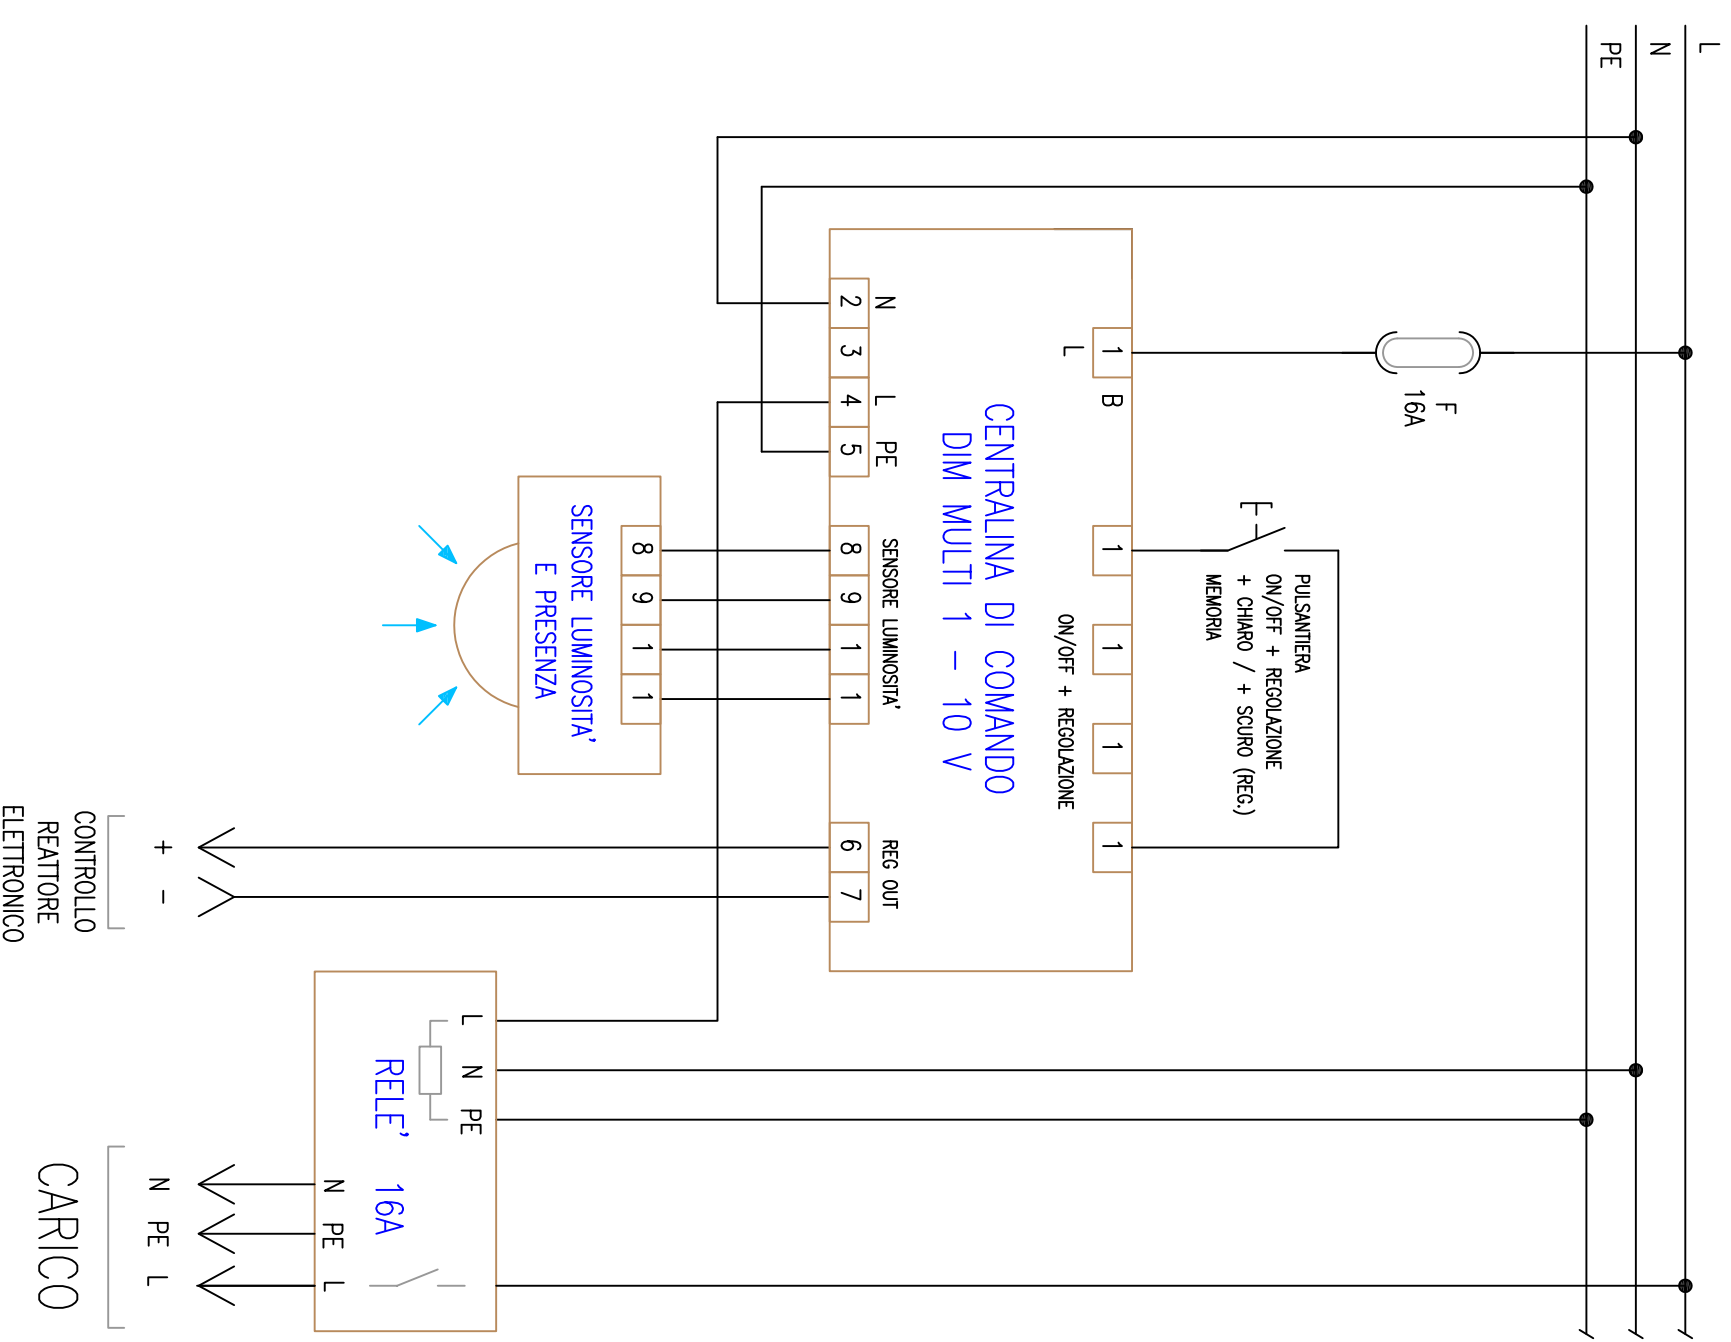 L
N
PE
F
16A
PULSANTIERA
ON/OFF + REGOLAZIONE
+ CHIARO / + SCURO (REG.)
MEMORIA
1
B
1
1
1
1
L
ON/OFF + REGOLAZIONE
CENTRALINA DI COMANDO
DIM MULTI 1 - 10 V
N
L
PE
SENSORE LUMINOSITA'
REG OUT
2
3
4
5
8
9
1
1
6
7
8
9
1
1
SENSORE LUMINOSITA'
E PRESENZA
L
N
PE
RELE' 16A
N
PE
L
+
-
N
PE
L
CONTROLLO
REATTORE
ELETTRONICO
CARICO